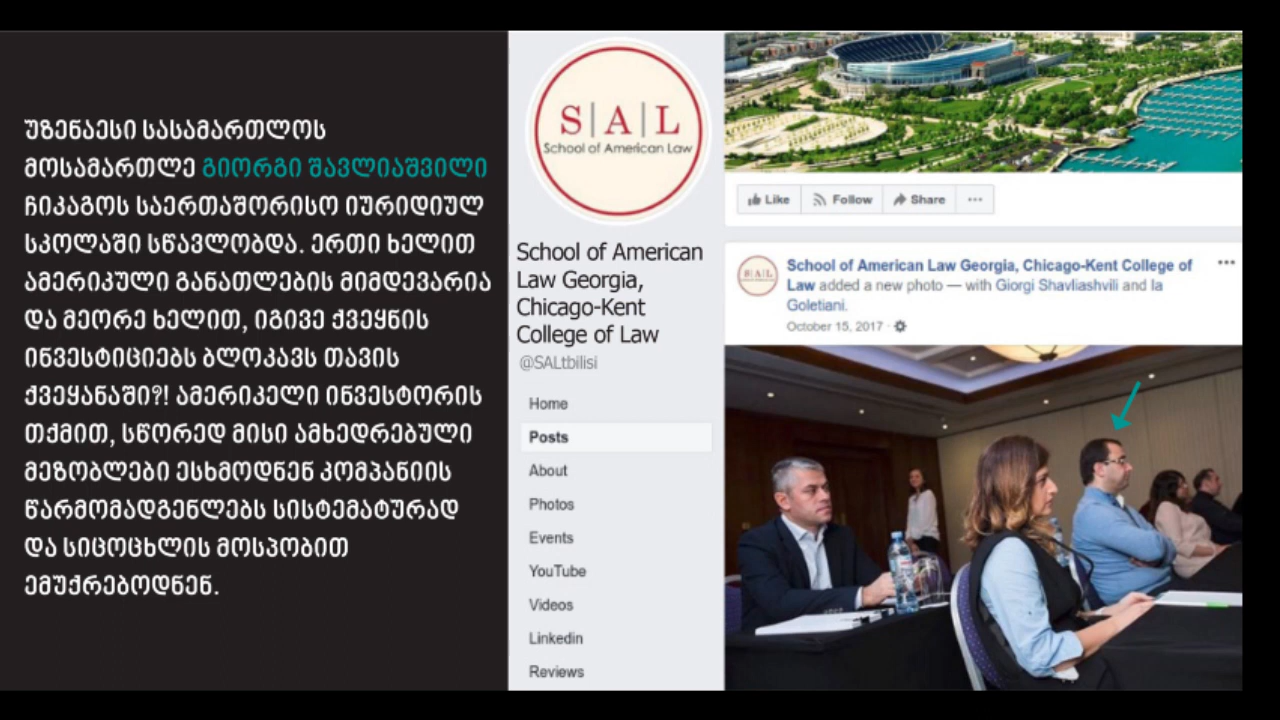 უზენაესი სასამართლოს
მოსამართლე გიორგი შავლიაშვილი
ჩიკაგოს საერთაშორისო იურიდიულ
სკოლაში სწავლობდა. ერთი ხელით
ამერიკული განათლების მიმდევარია
და მეორე ხელით, იგივე ქვეყნის
ინვესტიციებს ბლოკავს თავის
ქვეყანაში?! ამერიკელი ინვესტორის
თქმით, სწორედ მისი ამხედრებული
მეზობლები ესხმოდნენ კომპანიის
წარმომადგენლებს სისტემატურად
და სიცოცხლის მოსპობით
ემუქრებოდნენ.
S|A|L
School of American Law
School of American
Law Georgia,
Chicago-Kent
College of Law
@SALtbilisi
Home
Posts
About
Photos
Events
YouTube
Videos
Linkedin
Reviews
Like Follow Share ...
S|A|L
School of American Law Georgia, Chicago-Kent College of ...
Law added a new photo — with Giorgi Shavliashvili and Ia
Goletiani.
October 15, 2017 ·